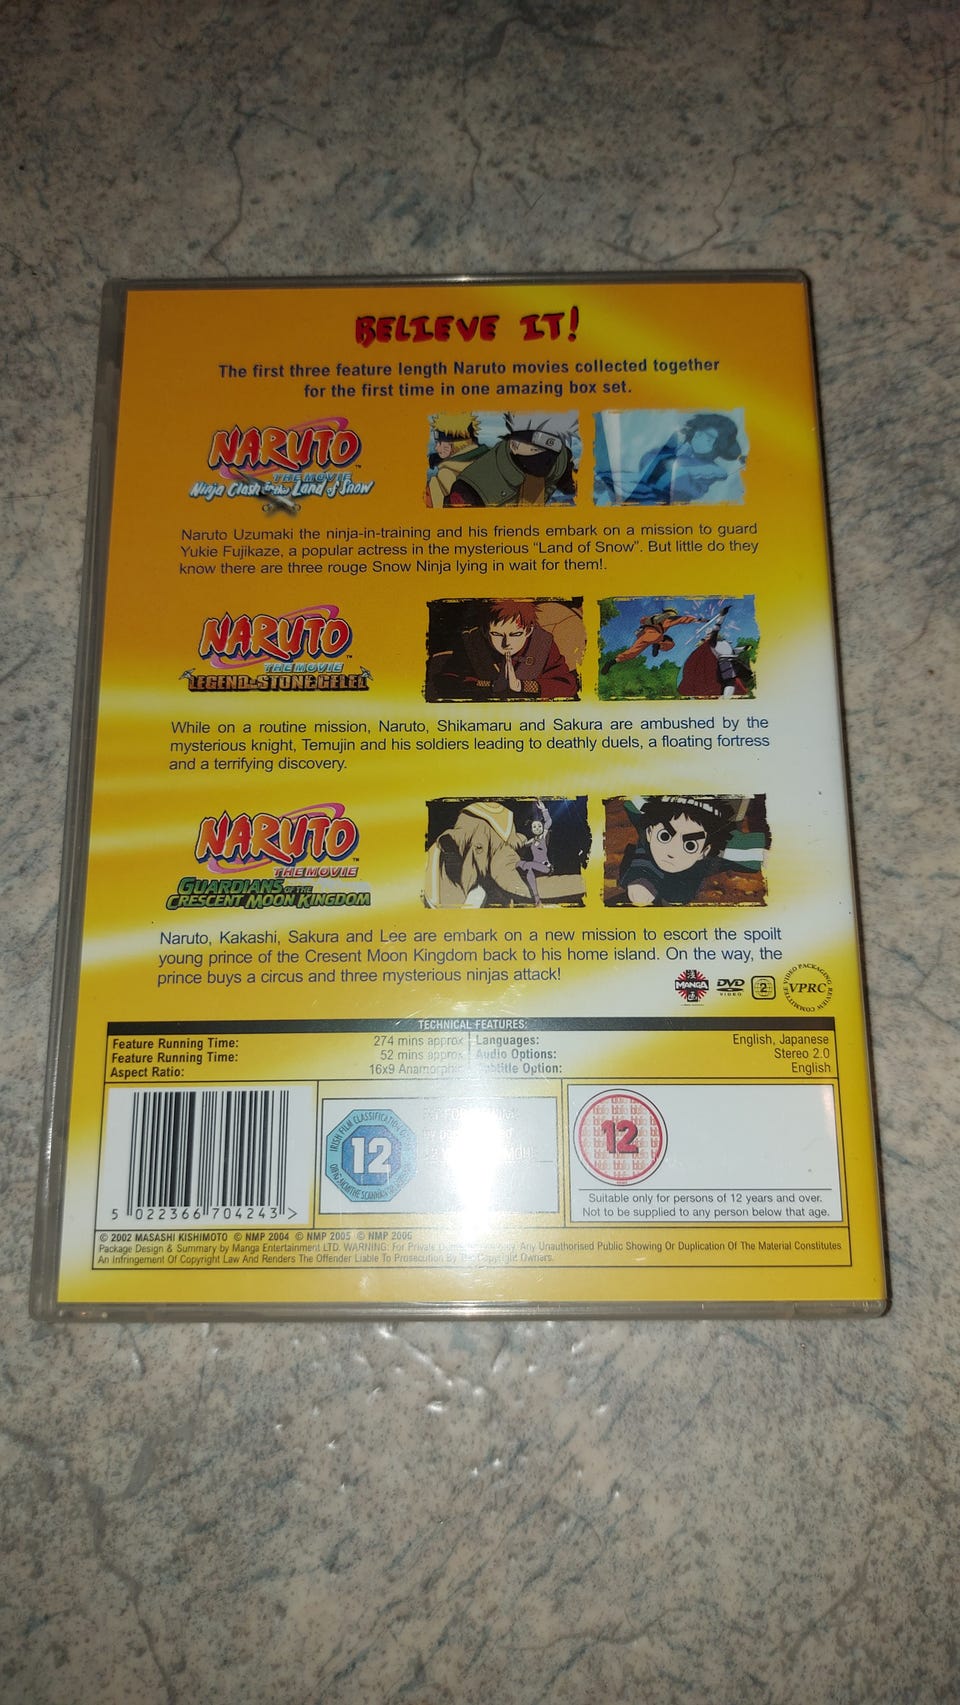 BELIEVE IT!
The first three feature length Naruto movies collected together
for the first time in one amazing box set.
NARUTO
THE MOVIE
Ninja Clash in the Land of Snow
Naruto Uzumaki the ninja-in-training and his friends embark on a mission to guard
Yukie Fujikaze, a popular actress in the mysterious “Land of Snow”. But little do they
know there are three rouge Snow Ninja lying in wait for them!.
NARUTO
THE MOVIE
LEGEND OF THE STONE OF GELEL
While on a routine mission, Naruto, Shikamaru and Sakura are ambushed by the
mysterious knight, Temujin and his soldiers leading to deathly duels, a floating fortress
and a terrifying discovery.
NARUTO
THE MOVIE
GUARDIANS OF THE
CRESCENT MOON KINGDOM
Naruto, Kakashi, Sakura and Lee are embark on a new mission to escort the spoilt
young prince of the Cresent Moon Kingdom back to his home island. On the way, the
prince buys a circus and three mysterious ninjas attack!
MANGA
DVD
VIDEO
2
VIDEO PACKAGING REVIEW COMMITTEE
VPRC
TECHNICAL FEATURES:
Feature Running Time: 274 mins approx
Feature Running Time: 52 mins approx
Aspect Ratio: 16x9 Anamorphic
Languages: English, Japanese
Audio Options: Stereo 2.0
Subtitle Option: English
5 022366 704243 >
IRISH FILM CLASSIFICATION
12
12
Suitable only for persons of 12 years and over.
Not to be supplied to any person below that age.
© 2002 MASASHI KISHIMOTO © NMP 2004 © NMP 2005 © NMP 2006
Package Design & Summary by Manga Entertainment LTD. WARNING: For Private Only. Any Unauthorised Public Showing Or Duplication Of The Material Constitutes
An Infringement Of Copyright Law And Renders The Offender Liable To Prosecution By The Copyright Owners.